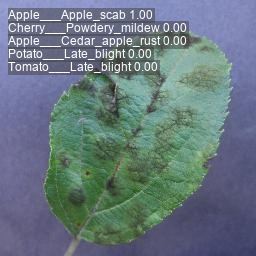 Apple___Apple_scab 1.00
Cherry___Powdery_mildew 0.00
Apple___Cedar_apple_rust 0.00
Potato___Late_blight 0.00
Tomato___Late_blight 0.00